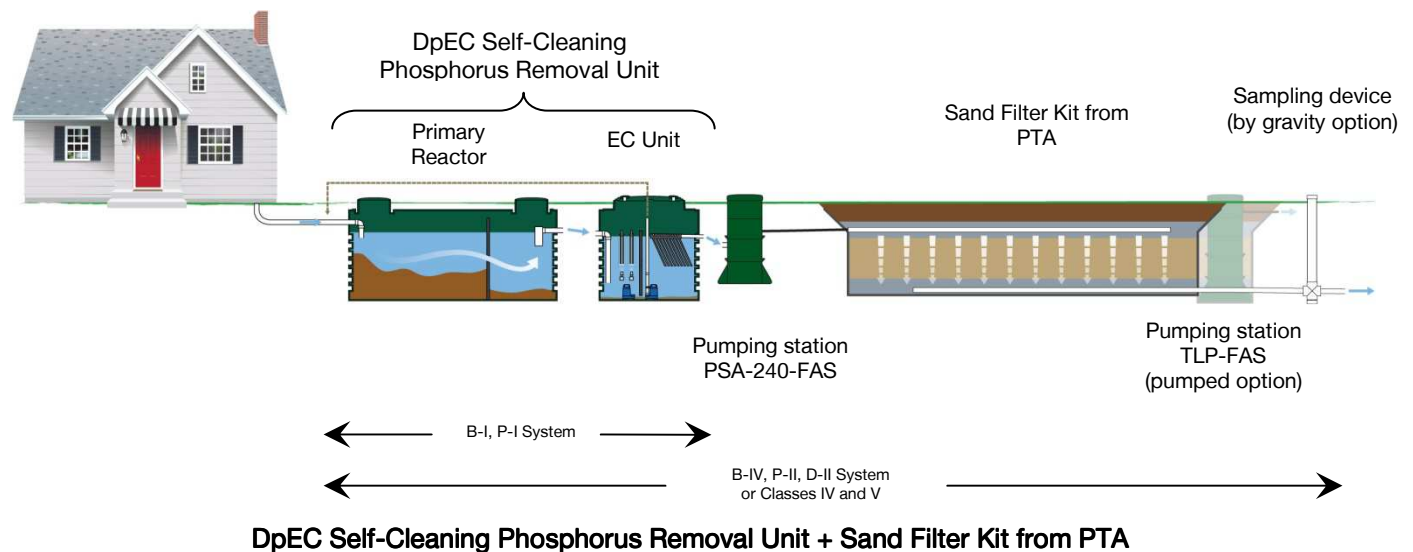 DpEC Self-Cleaning
Phosphorus Removal Unit
Primary
Reactor
EC Unit
Sand Filter Kit from
PTA
Sampling device
(by gravity option)
Pumping station
PSA-240-FAS
Pumping station
TLP-FAS
(pumped option)
B-I, P-I System
B-IV, P-II, D-II System
or Classes IV and V
DpEC Self-Cleaning Phosphorus Removal Unit + Sand Filter Kit from PTA